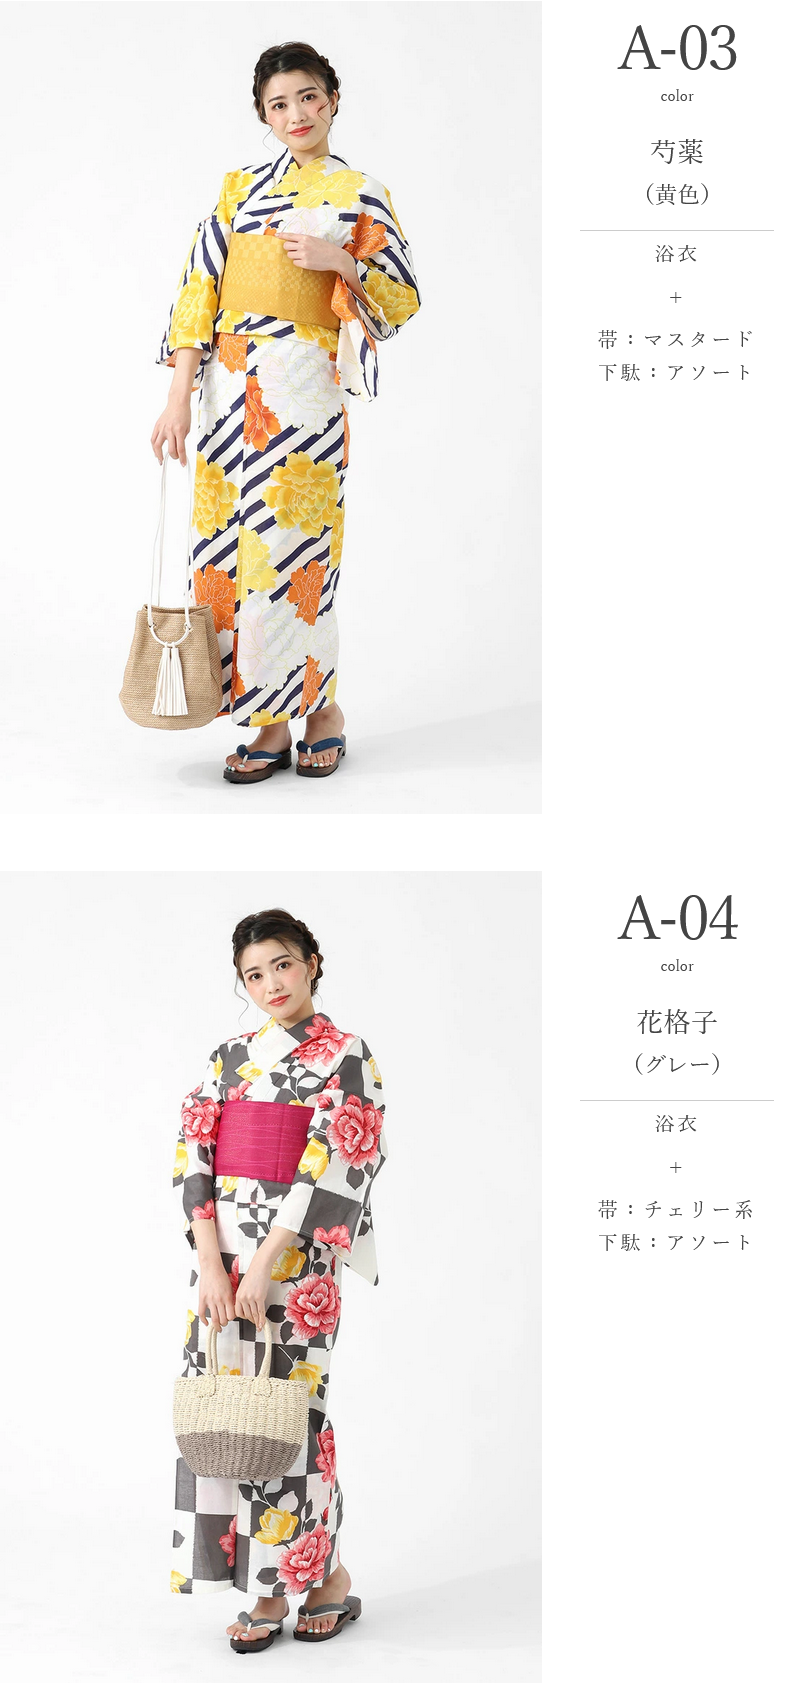 A-03
color
芍薬
（黄色）
浴衣
+
帯：マスタード
下駄：アソート
A-04
color
花格子
（グレー）
浴衣
+
帯：チェリー系
下駄：アソート